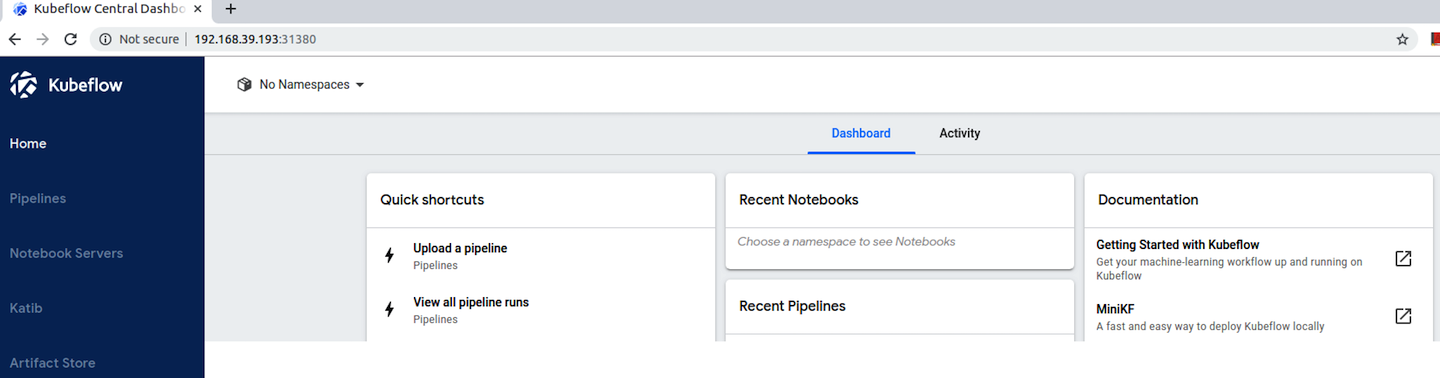 Kubeflow Central Dashbo
Not secure
192.168.39.193:31380
Kubeflow
No Namespaces
Home
Pipelines
Notebook Servers
Katib
Artifact Store
Dashboard
Activity
Quick shortcuts
Upload a pipeline
Pipelines
View all pipeline runs
Pipelines
Recent Notebooks
Choose a namespace to see Notebooks
Recent Pipelines
Documentation
Getting Started with Kubeflow
Get your machine-learning workflow up and running on
Kubeflow
MiniKF
A fast and easy way to deploy Kubeflow locally